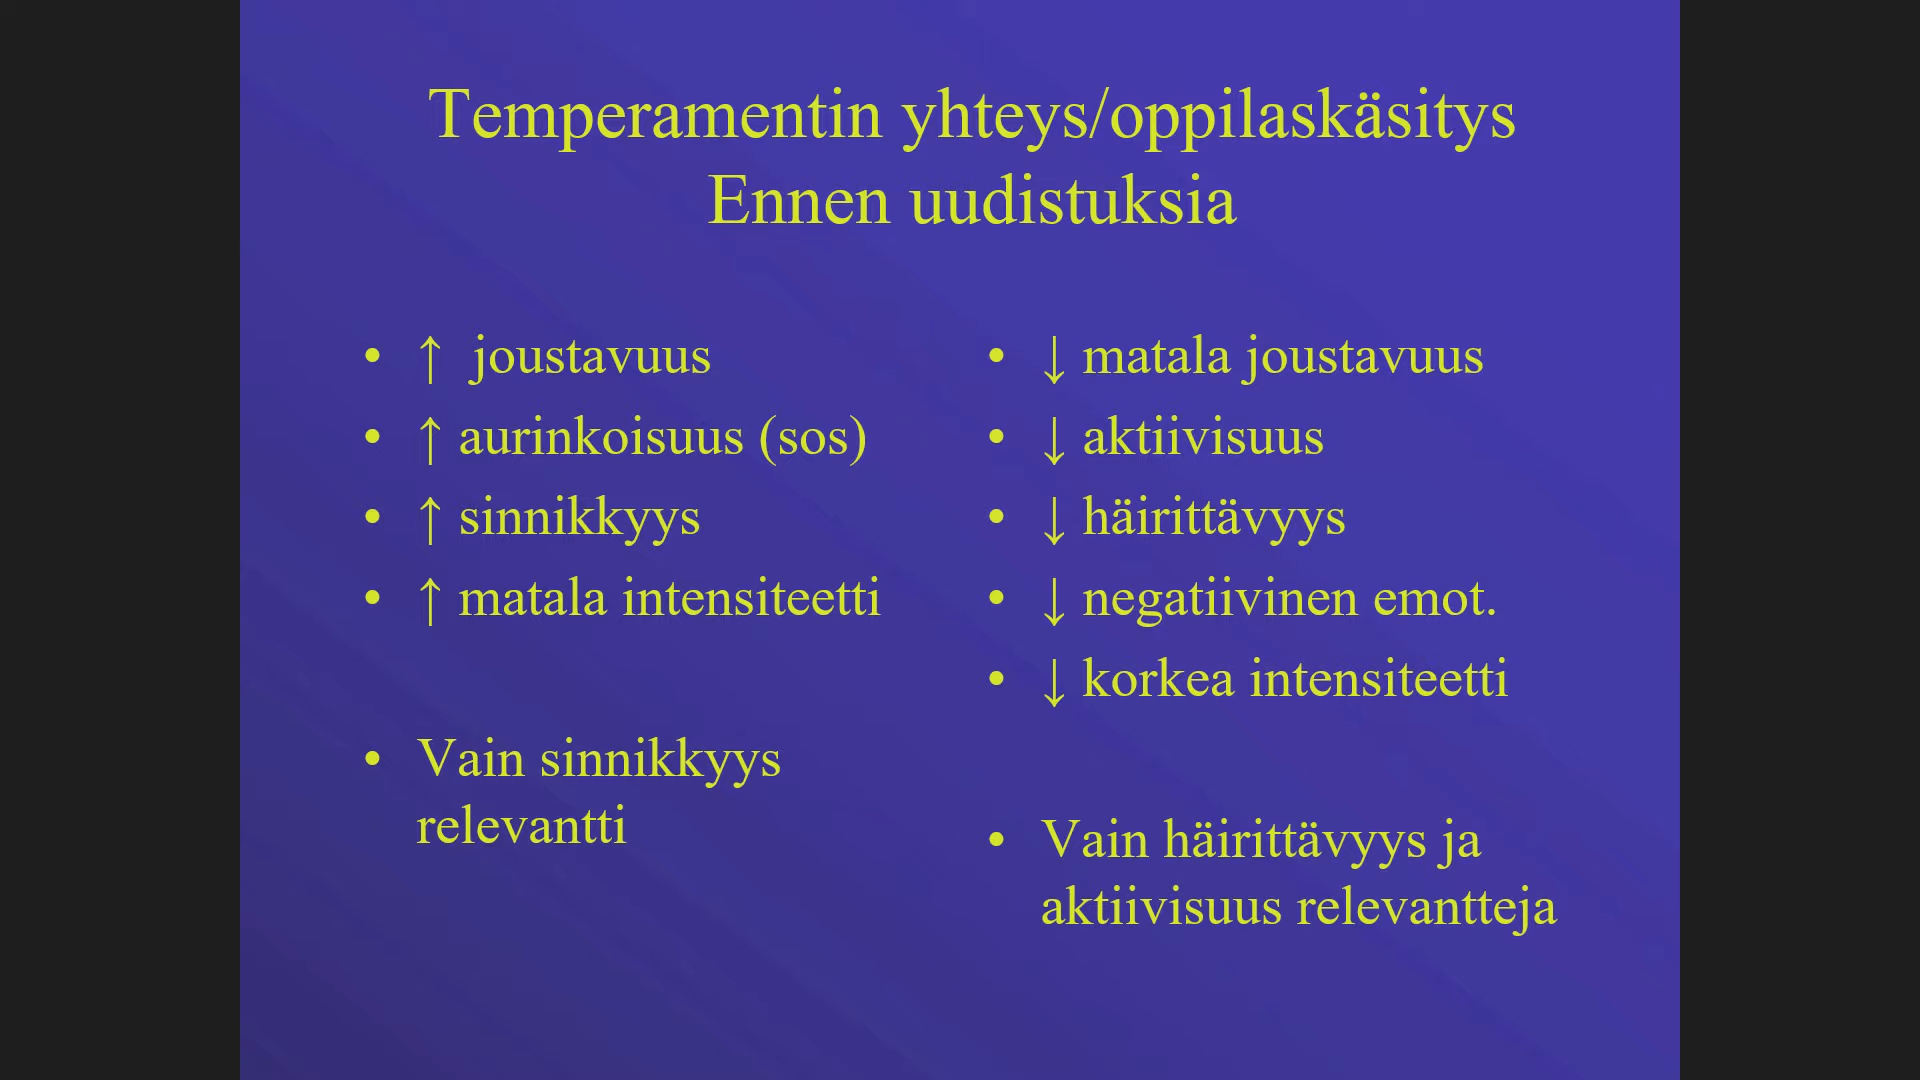 Temperamentin yhteys/oppilaskäsitys
Ennen uudistuksia
• ↑ joustavuus
• ↑ aurinkoisuus (sos)
• ↑ sinnikkyys
• ↑ matala intensiteetti
• Vain sinnikkyys
relevantti
• ↓ matala joustavuus
• ↓ aktiivisuus
• ↓ häirittävyys
• ↓ negatiivinen emot.
• ↓ korkea intensiteetti
• Vain häirittävyys ja
aktiivisuus relevantteja